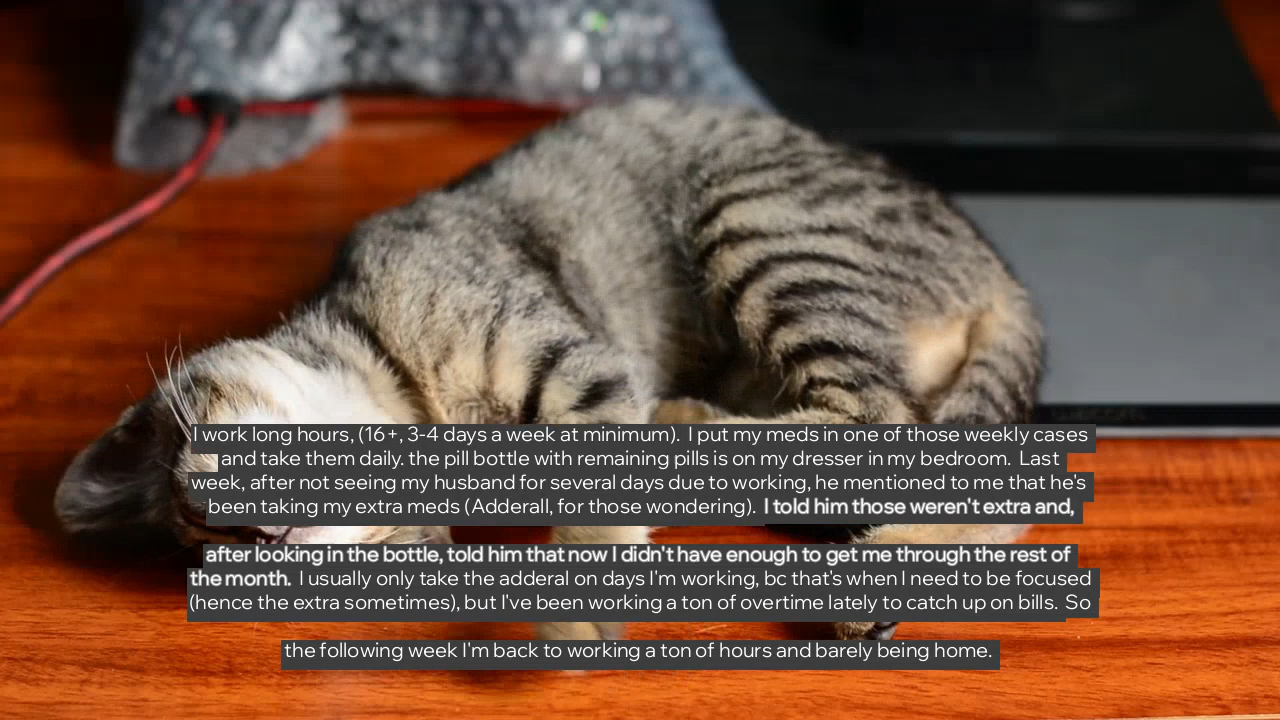 I work long hours, (16+, 3-4 days a week at minimum). I put my meds in one of those weekly cases
and take them daily. the pill bottle with remaining pills is on my dresser in my bedroom. Last
week, after not seeing my husband for several days due to working, he mentioned to me that he's
been taking my extra meds (Adderall, for those wondering). I told him those weren't extra and,
after looking in the bottle, told him that now I didn't have enough to get me through the rest of
the month. I usually only take the adderal on days I'm working, bc that's when I need to be focused
(hence the extra sometimes), but I've been working a ton of overtime lately to catch up on bills. So
the following week I'm back to working a ton of hours and barely being home.